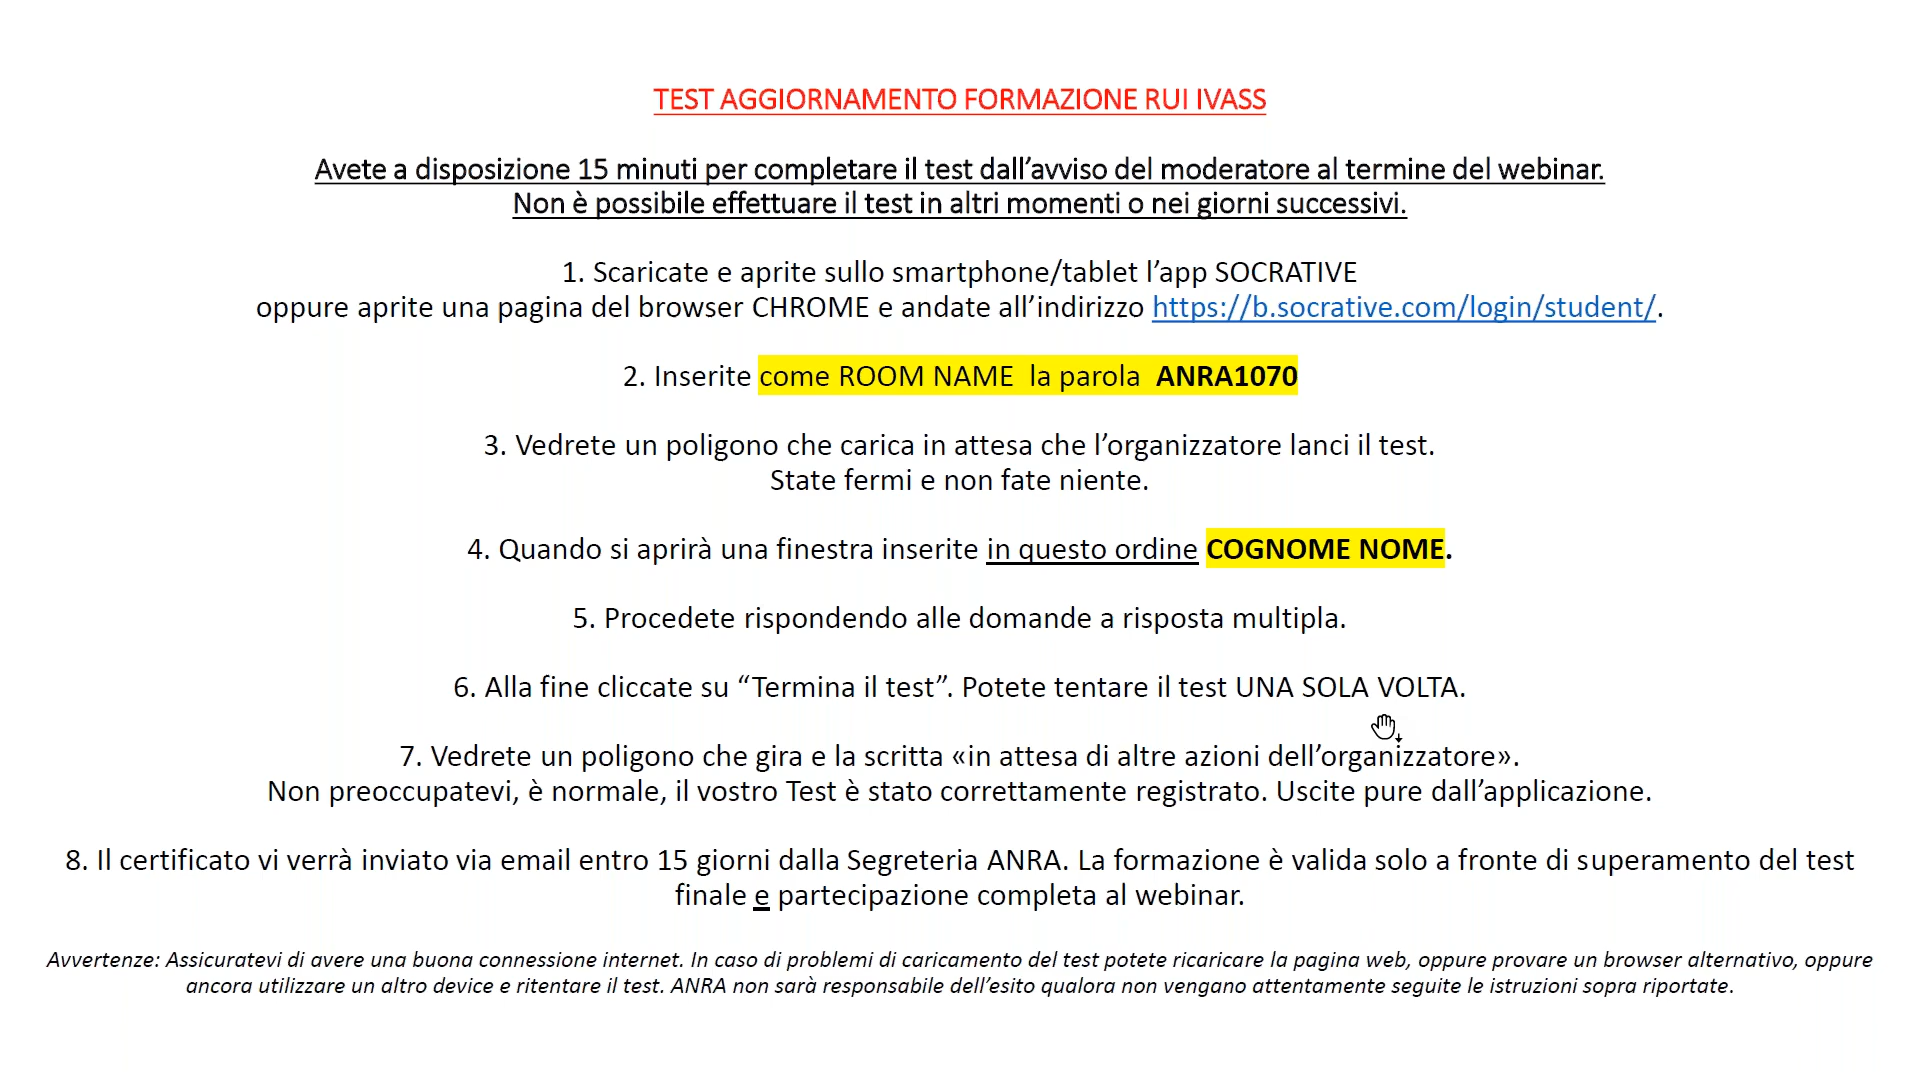 TEST AGGIORNAMENTO FORMAZIONE RUI IVASS
Avete a disposizione 15 minuti per completare il test dall’avviso del moderatore al termine del webinar.
Non è possibile effettuare il test in altri momenti o nei giorni successivi.
1. Scaricate e aprite sullo smartphone/tablet l’app SOCRATIVE
oppure aprite una pagina del browser CHROME e andate all’indirizzo https://b.socrative.com/login/student/.
2. Inserite come ROOM NAME  la parola  ANRA1070
3. Vedrete un poligono che carica in attesa che l’organizzatore lanci il test.
State fermi e non fate niente.
4. Quando si aprirà una finestra inserite in questo ordine COGNOME NOME.
5. Procedete rispondendo alle domande a risposta multipla.
6. Alla fine cliccate su “Termina il test”. Potete tentare il test UNA SOLA VOLTA.
7. Vedrete un poligono che gira e la scritta «in attesa di altre azioni dell’organizzatore».
Non preoccupatevi, è normale, il vostro Test è stato correttamente registrato. Uscite pure dall’applicazione.
8. Il certificato vi verrà inviato via email entro 15 giorni dalla Segreteria ANRA. La formazione è valida solo a fronte di superamento del test
finale e partecipazione completa al webinar.
Avvertenze: Assicuratevi di avere una buona connessione internet. In caso di problemi di caricamento del test potete ricaricare la pagina web, oppure provare un browser alternativo, oppure
ancora utilizzare un altro device e ritentare il test. ANRA non sarà responsabile dell’esito qualora non vengano attentamente seguite le istruzioni sopra riportate.